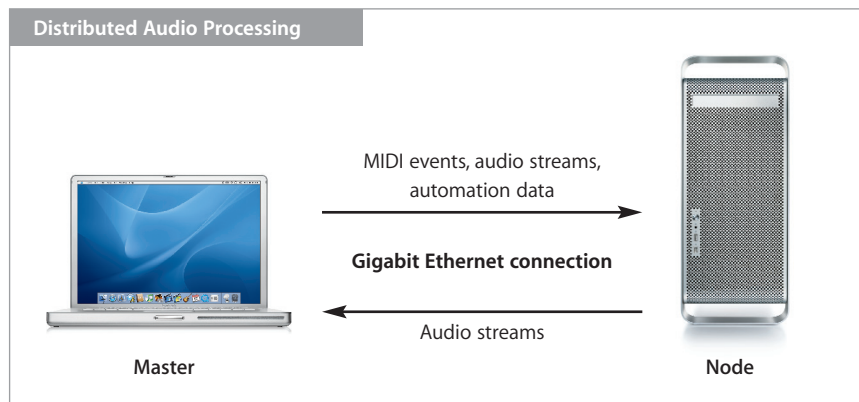 Distributed Audio Processing
MIDI events, audio streams,
automation data
Gigabit Ethernet connection
Audio streams
Master
Node